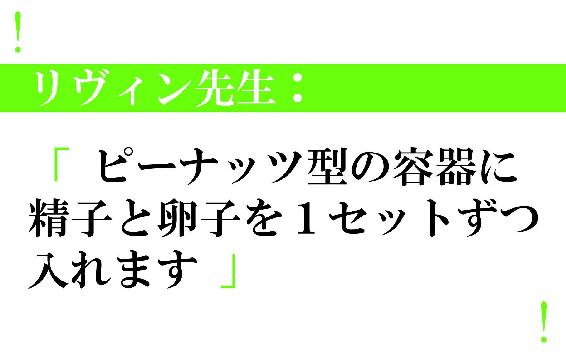 !
リヴィン先生：
「 ピーナッツ型の容器に
精子と卵子を１セットずつ
入れます 」
!